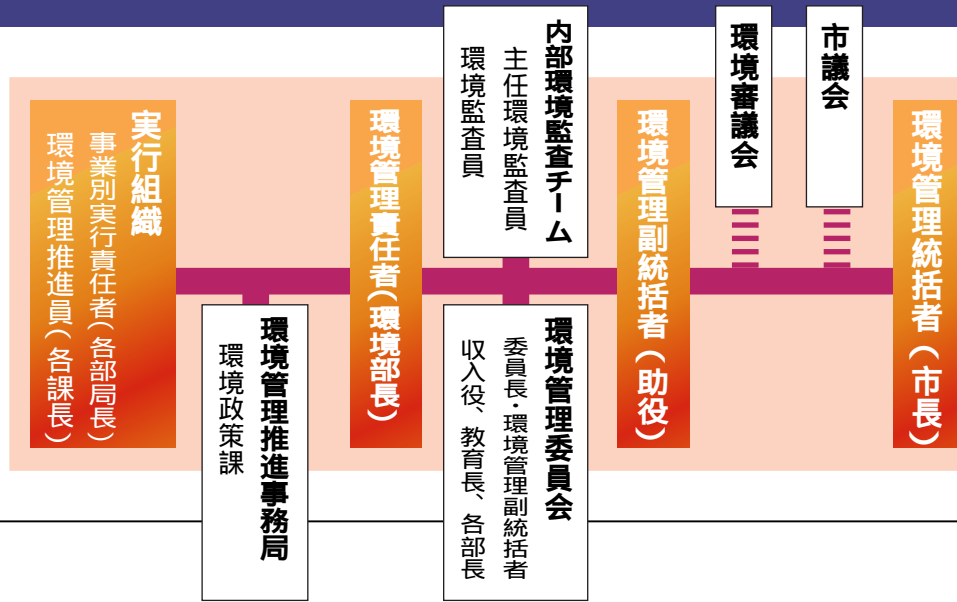 環境管理統括者（市長）
市議会
環境審議会
環境管理副統括者（助役）
内部環境監査チーム
主任環境監査員
環境監査員
環境管理委員会
委員長・環境管理副統括者
収入役、教育長、各部長
環境管理責任者（環境部長）
環境管理推進事務局
環境政策課
実行組織
事業別実行責任者（各部局長）
環境管理推進員（各課長）